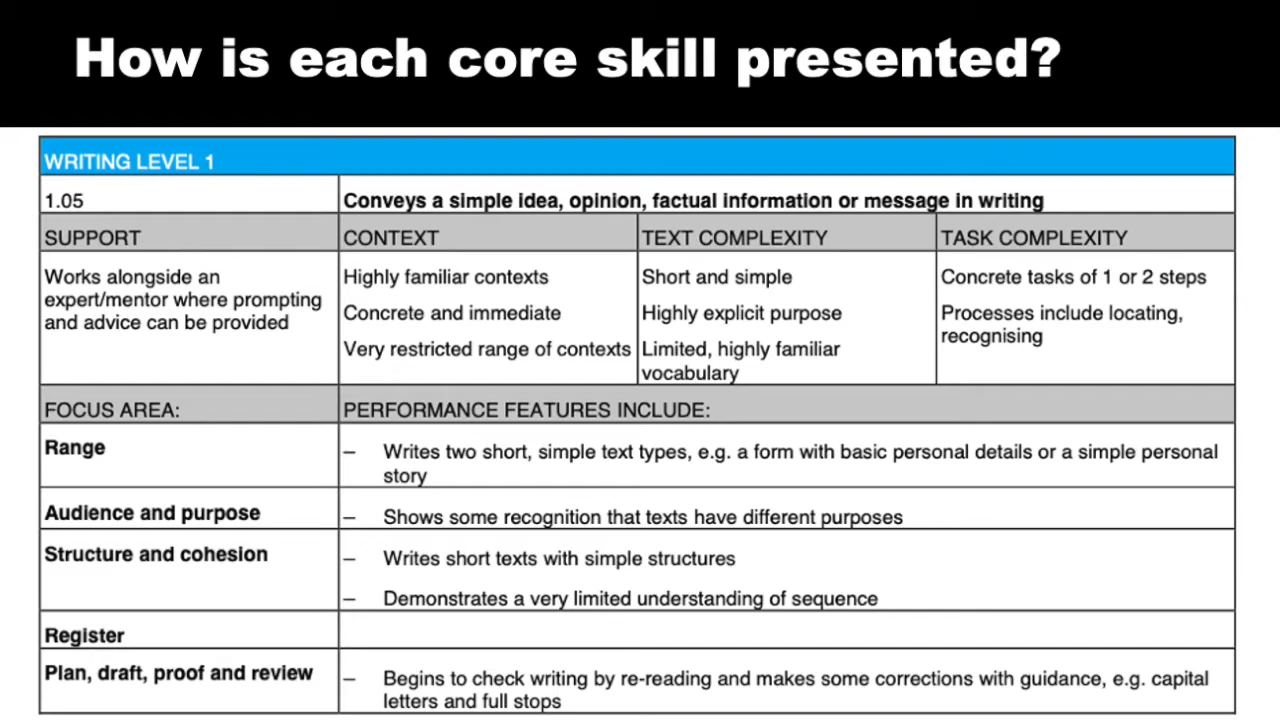 How is each core skill presented?
WRITING LEVEL 1
1.05
Conveys a simple idea, opinion, factual information or message in writing
SUPPORT
CONTEXT
TEXT COMPLEXITY
TASK COMPLEXITY
Works alongside an
expert/mentor where prompting
and advice can be provided
Highly familiar contexts
Concrete and immediate
Very restricted range of contexts
Short and simple
Highly explicit purpose
Limited, highly familiar
vocabulary
Concrete tasks of 1 or 2 steps
Processes include locating,
recognising
FOCUS AREA:
PERFORMANCE FEATURES INCLUDE:
Range
– Writes two short, simple text types, e.g. a form with basic personal details or a simple personal
story
Audience and purpose
– Shows some recognition that texts have different purposes
Structure and cohesion
– Writes short texts with simple structures
– Demonstrates a very limited understanding of sequence
Register
Plan, draft, proof and review
– Begins to check writing by re-reading and makes some corrections with guidance, e.g. capital
letters and full stops